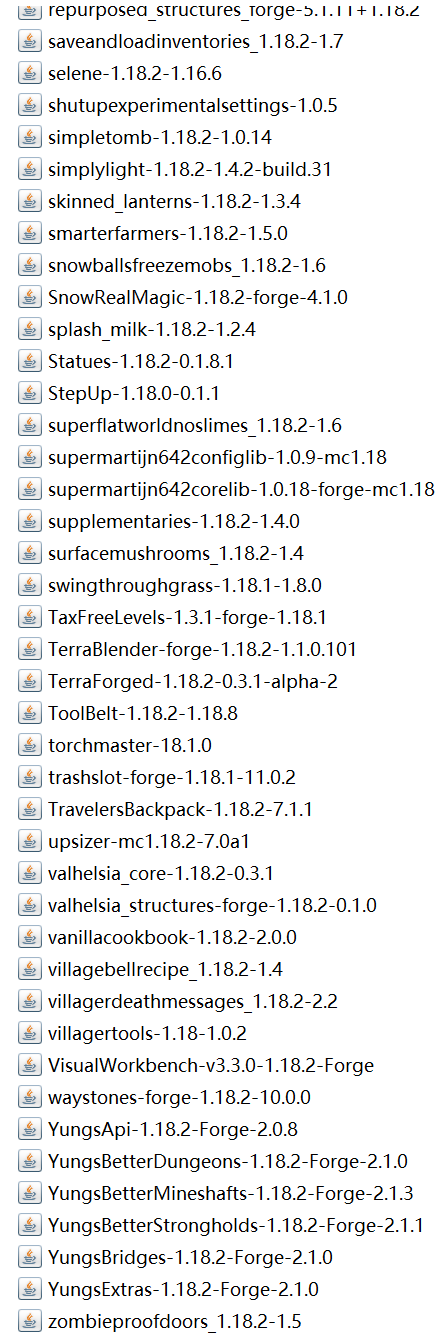 repurposed_structures_forge-5.1.11+1.18.2
saveandloadinventories_1.18.2-1.7
selene-1.18.2-1.16.6
shutupexperimentalsettings-1.0.5
simpletomb-1.18.2-1.0.14
simplylight-1.18.2-1.4.2-build.31
skinned_lanterns-1.18.2-1.3.4
smarterfarmers-1.18.2-1.5.0
snowballsfreezemobs_1.18.2-1.6
SnowRealMagic-1.18.2-forge-4.1.0
splash_milk-1.18.2-1.2.4
Statues-1.18.2-0.1.8.1
StepUp-1.18.0-0.1.1
superflatworldnoslimes_1.18.2-1.6
supermartijn642configlib-1.0.9-mc1.18
supermartijn642corelib-1.0.18-forge-mc1.18
supplementaries-1.18.2-1.4.0
surfacemushrooms_1.18.2-1.4
swingthroughgrass-1.18.1-1.8.0
TaxFreeLevels-1.3.1-forge-1.18.1
TerraBlender-forge-1.18.2-1.1.0.101
TerraForged-1.18.2-0.3.1-alpha-2
ToolBelt-1.18.2-1.18.8
torchmaster-18.1.0
trashslot-forge-1.18.1-11.0.2
TravelersBackpack-1.18.2-7.1.1
upsizer-mc1.18.2-7.0a1
valhelsia_core-1.18.2-0.3.1
valhelsia_structures-forge-1.18.2-0.1.0
vanillacookbook-1.18.2-2.0.0
villagebellrecipe_1.18.2-1.4
villagerdeathmessages_1.18.2-2.2
villagertools-1.18-1.0.2
VisualWorkbench-v3.3.0-1.18.2-Forge
waystones-forge-1.18.2-10.0.0
YungsApi-1.18.2-Forge-2.0.8
YungsBetterDungeons-1.18.2-Forge-2.1.0
YungsBetterMineshafts-1.18.2-Forge-2.1.3
YungsBetterStrongholds-1.18.2-Forge-2.1.1
YungsBridges-1.18.2-Forge-2.1.0
YungsExtras-1.18.2-Forge-2.1.0
zombieproofdoors_1.18.2-1.5